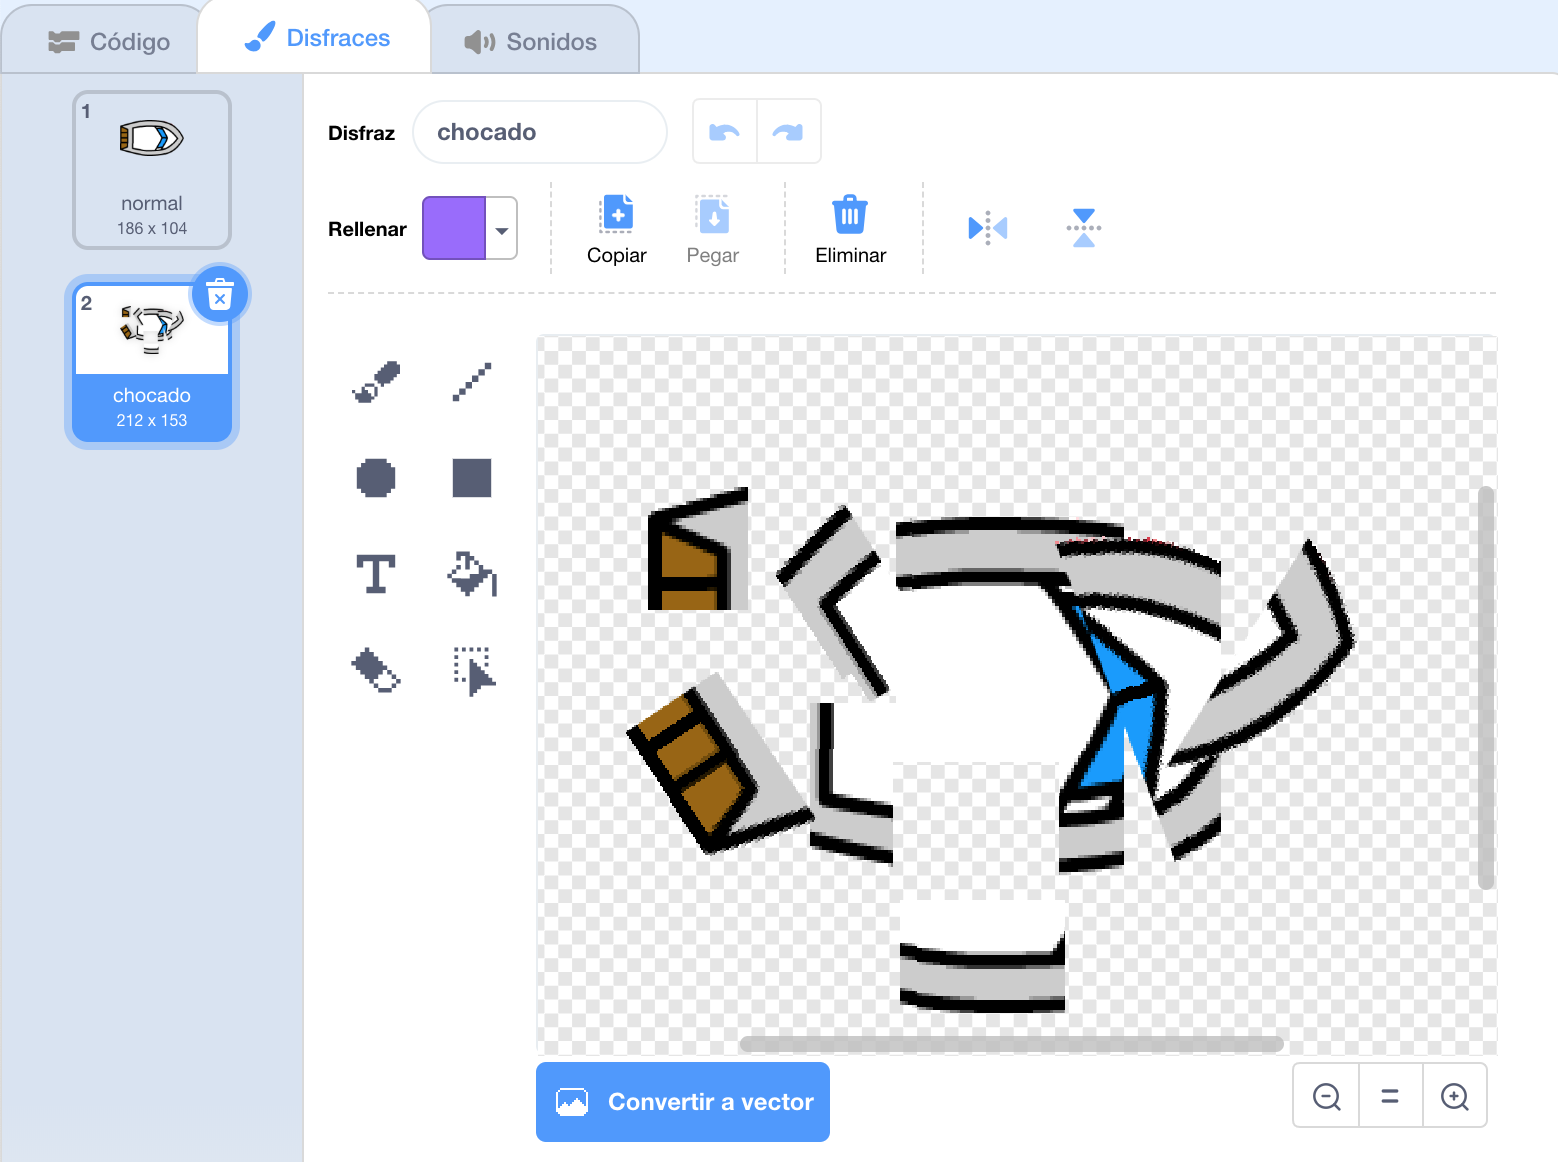 Código
Disfraces
Sonidos
1
normal
186 x 104
2
chocado
212 x 153
Disfraz
chocado
Rellenar
Copiar
Pegar
Eliminar
T
Convertir a vector